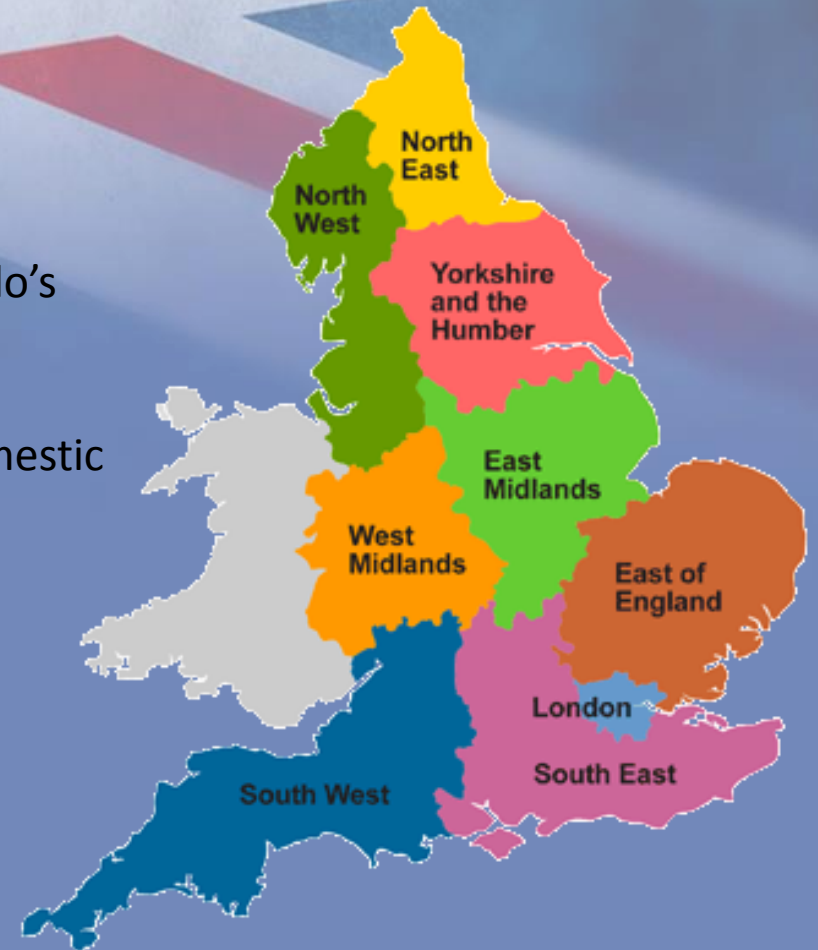 North
East
North
West
lo’s
Yorkshire
and the
Humber
nestic
East
Midlands
West
Midlands
East of
England
London
South East
South West